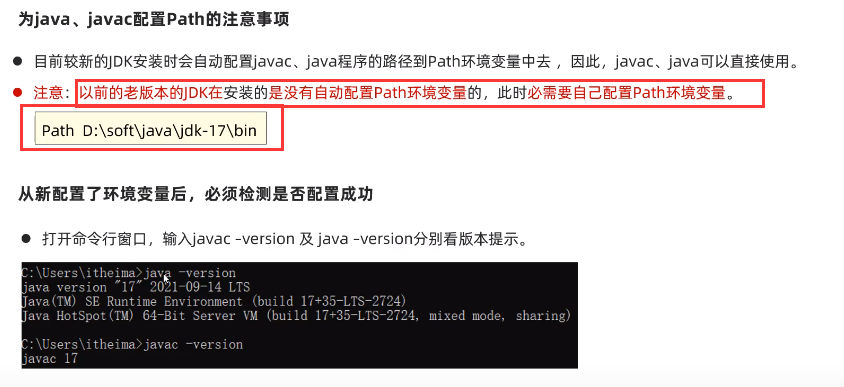 为java、javac配置Path的注意事项
目前较新的JDK安装时会自动配置javac、java程序的路径到Path环境变量中去 ，因此，javac、java可以直接使用。
注意：以前的老版本的JDK在安装的是没有自动配置Path环境变量的，此时必需要自己配置Path环境变量。
Path D:\soft\java\jdk-17\bin
从新配置了环境变量后，必须检测是否配置成功
打开命令行窗口，输入javac –version 及 java –version分别看版本提示。
C:\Users\itheima>java -version
java version "17" 2021-09-14 LTS
Java(TM) SE Runtime Environment (build 17+35-LTS-2724)
Java HotSpot(TM) 64-Bit Server VM (build 17+35-LTS-2724, mixed mode, sharing)
C:\Users\itheima>javac -version
javac 17